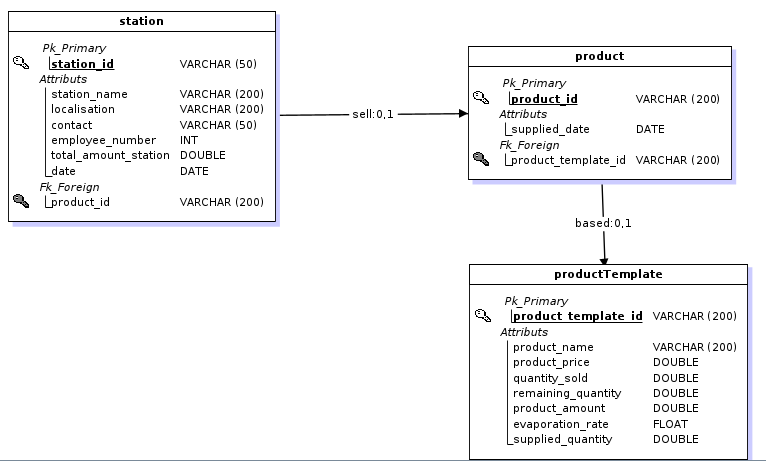 station
Pk_Primary
station_id VARCHAR (50)
Attributs
station_name VARCHAR (200)
localisation VARCHAR (200)
contact VARCHAR (50)
employee_number INT
total_amount_station DOUBLE
date DATE
Fk_Foreign
product_id VARCHAR (200)
sell:0,1
product
Pk_Primary
product_id VARCHAR (200)
Attributs
supplied_date DATE
Fk_Foreign
product_template_id VARCHAR (200)
based:0,1
productTemplate
Pk_Primary
product_template_id VARCHAR (200)
Attributs
product_name VARCHAR (200)
product_price DOUBLE
quantity_sold DOUBLE
remaining_quantity DOUBLE
product_amount DOUBLE
evaporation_rate FLOAT
supplied_quantity DOUBLE